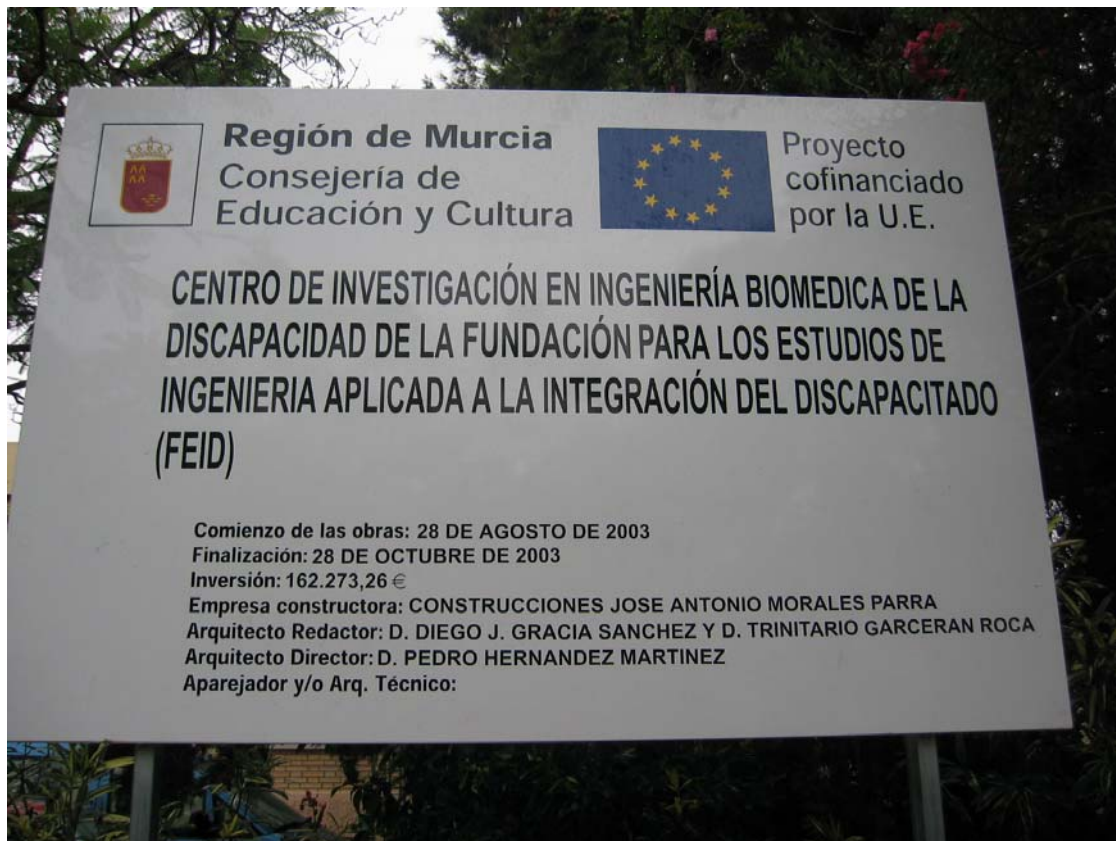 Región de Murcia
Consejería de
Educación y Cultura
Proyecto
cofinanciado
por la U.E.
CENTRO DE INVESTIGACIÓN EN INGENIERÍA BIOMEDICA DE LA
DISCAPACIDAD DE LA FUNDACIÓN PARA LOS ESTUDIOS DE
INGENIERIA APLICADA A LA INTEGRACIÓN DEL DISCAPACITADO
(FEID)
Comienzo de las obras: 28 DE AGOSTO DE 2003
Finalización: 28 DE OCTUBRE DE 2003
Inversión: 162.273,26 €
Empresa constructora: CONSTRUCCIONES JOSE ANTONIO MORALES PARRA
Arquitecto Redactor: D. DIEGO J. GRACIA SANCHEZ Y D. TRINITARIO GARCERAN ROCA
Arquitecto Director: D. PEDRO HERNANDEZ MARTINEZ
Aparejador y/o Arq. Técnico: